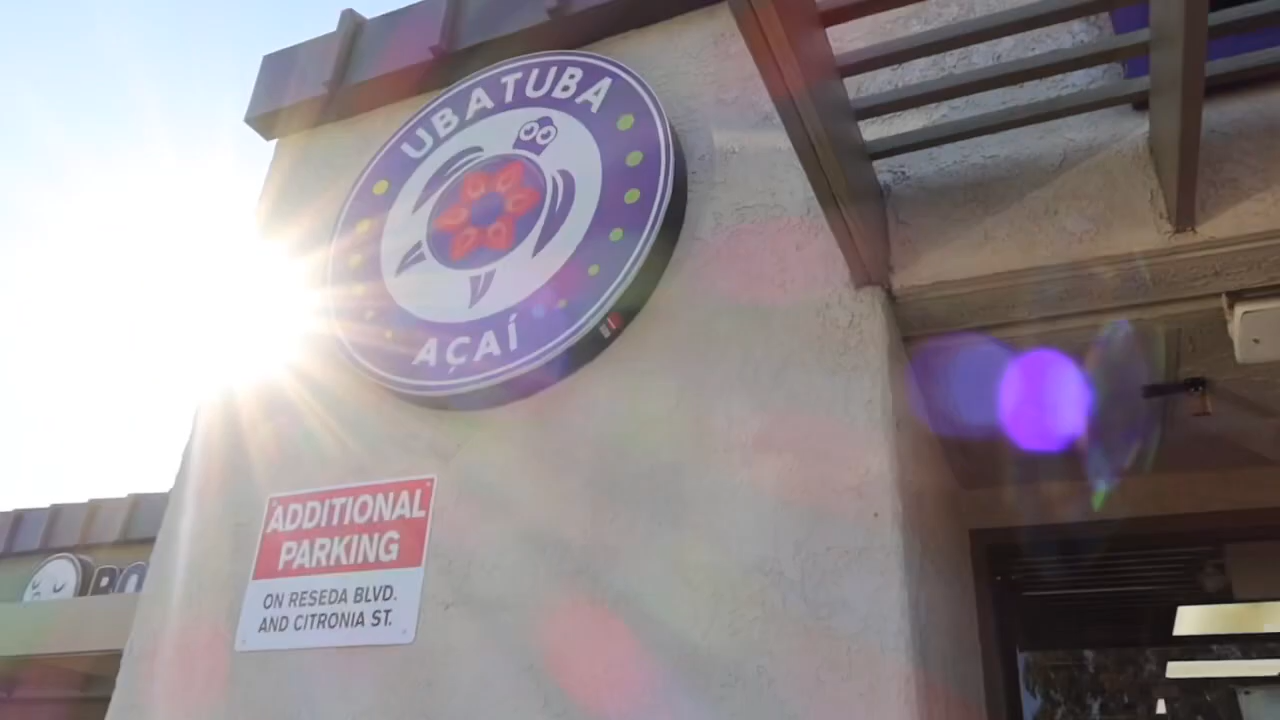 UBATUBA
AÇAÍ
ADDITIONAL
PARKING
ON RESEDA BLVD.
AND CITRONIA ST.